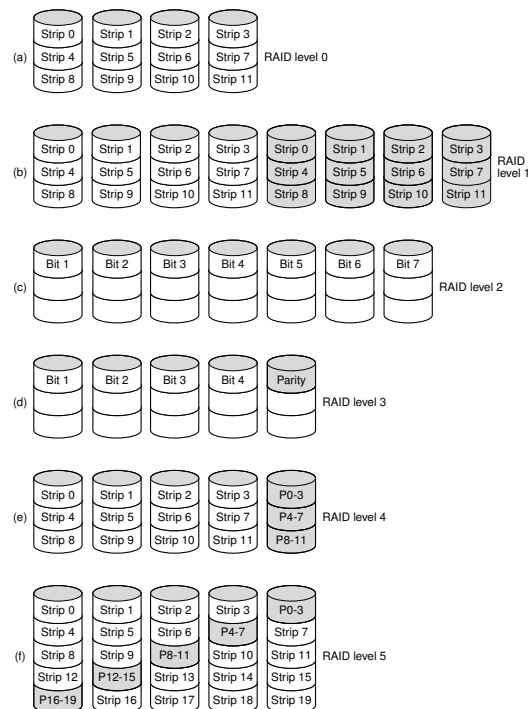 Strip 0 Strip 1 Strip 2 Strip 3
(a) Strip 4 Strip 5 Strip 6 Strip 7 RAID level 0
Strip 8 Strip 9 Strip 10 Strip 11
Strip 0 Strip 1 Strip 2 Strip 3 Strip 0 Strip 1 Strip 2 Strip 3
(b) Strip 4 Strip 5 Strip 6 Strip 7 Strip 4 Strip 5 Strip 6 Strip 7 RAID level 1
Strip 8 Strip 9 Strip 10 Strip 11 Strip 8 Strip 9 Strip 10 Strip 11
Bit 1 Bit 2 Bit 3 Bit 4 Bit 5 Bit 6 Bit 7
(c) RAID level 2
Bit 1 Bit 2 Bit 3 Bit 4 Parity
(d) RAID level 3
Strip 0 Strip 1 Strip 2 Strip 3 P0-3
(e) Strip 4 Strip 5 Strip 6 Strip 7 P4-7 RAID level 4
Strip 8 Strip 9 Strip 10 Strip 11 P8-11
Strip 0 Strip 1 Strip 2 Strip 3 P0-3
Strip 4 Strip 5 Strip 6 P4-7 Strip 7
(f) Strip 8 Strip 9 P8-11 Strip 10 Strip 11 RAID level 5
Strip 12 P12-15 Strip 13 Strip 14 Strip 15
P16-19 Strip 16 Strip 17 Strip 18 Strip 19